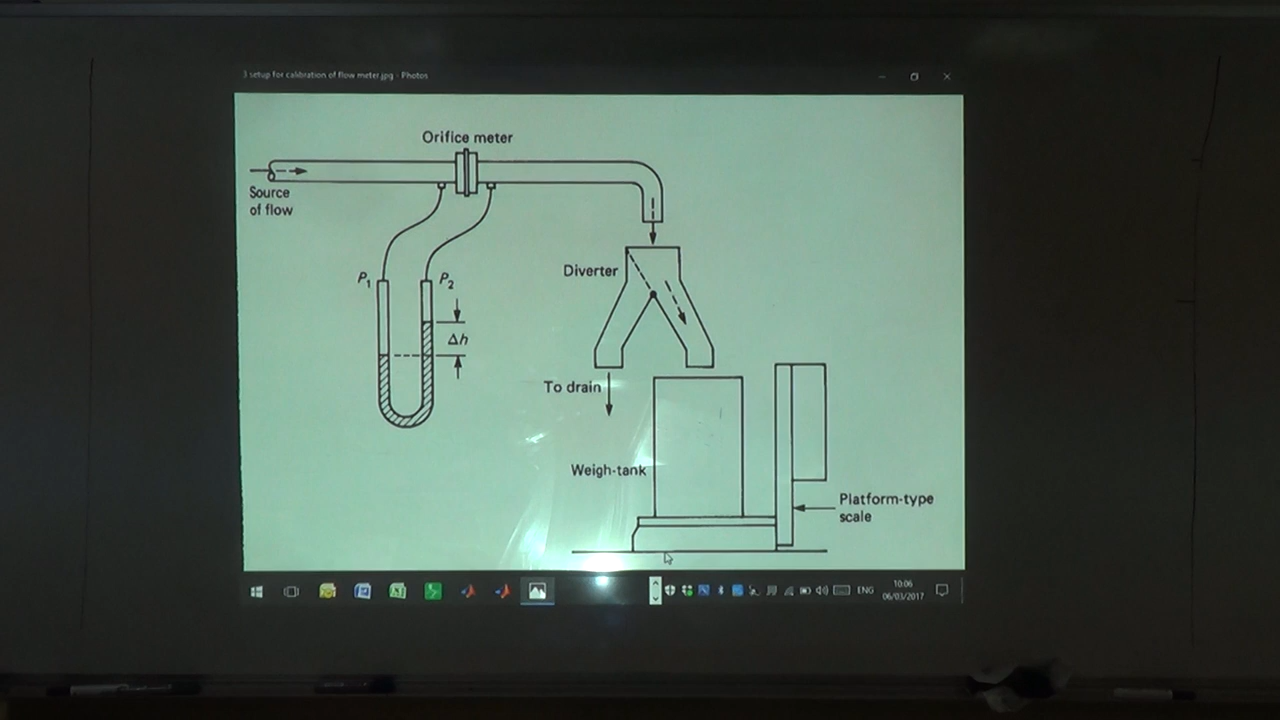 3 setup for calibration of flow meter.jpg - Photos
Orifice meter
Source
of flow
P1
P2
Δh
Diverter
To drain
Weigh-tank
Platform-type
scale
ENG
10:06
06/03/2017